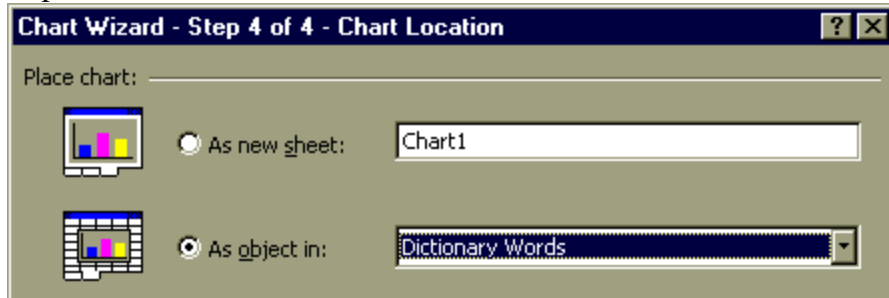 Chart Wizard - Step 4 of 4 - Chart Location
Place chart:
As new sheet: Chart1
As object in: Dictionary Words